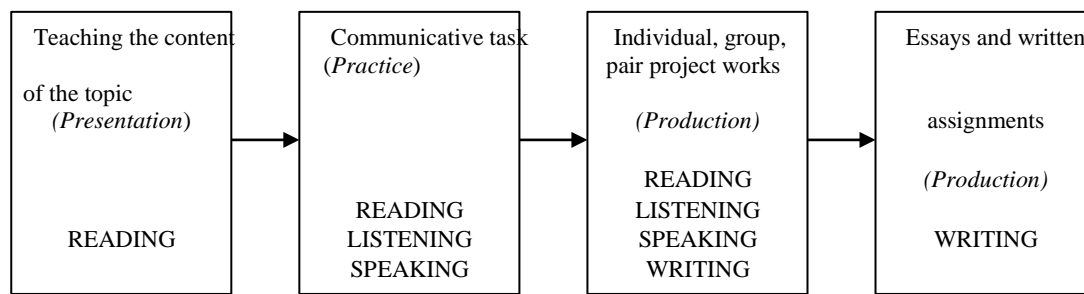 Teaching the content
of the topic
(Presentation)
READING
Communicative task
(Practice)
READING
LISTENING
SPEAKING
Individual, group,
pair project works
(Production)
READING
LISTENING
SPEAKING
WRITING
Essays and written
assignments
(Production)
WRITING